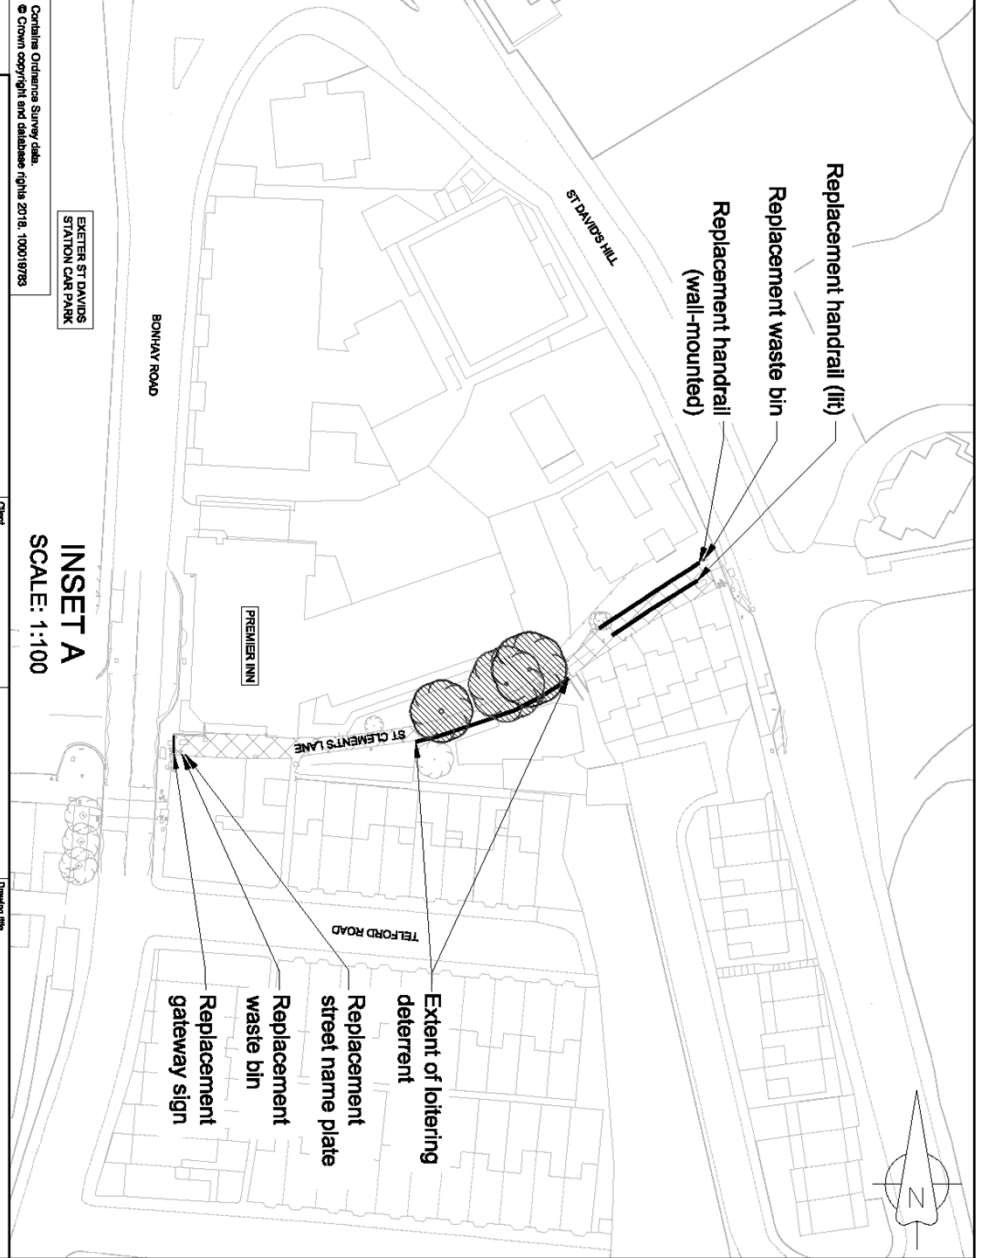 Replacement handrail (lit)
Replacement waste bin
Replacement handrail
(wall-mounted)
ST DAVID'S HILL
Contains Ordnance Survey data.
© Crown copyright and database rights 2018. 100019783
EXETER ST DAVIDS
STATION CAR PARK
BONHAY ROAD
INSET A
SCALE: 1:100
PREMIER INN
ST CLEMENT'S LANE
TELFORD ROAD
Extent of loitering
deterrent
Replacement
street name plate
Replacement
waste bin
Replacement
gateway sign
N
Client
Drawing title